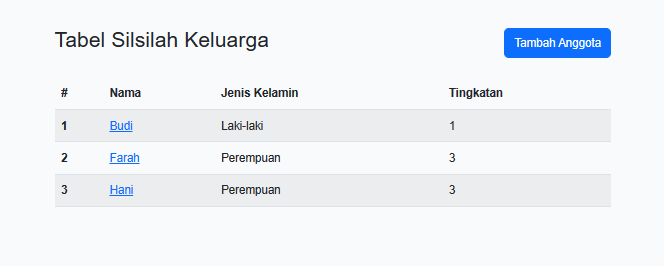 Tabel Silsilah Keluarga
Tambah Anggota
# Nama Jenis Kelamin Tingkatan
1 Budi Laki-laki 1
2 Farah Perempuan 3
3 Hani Perempuan 3